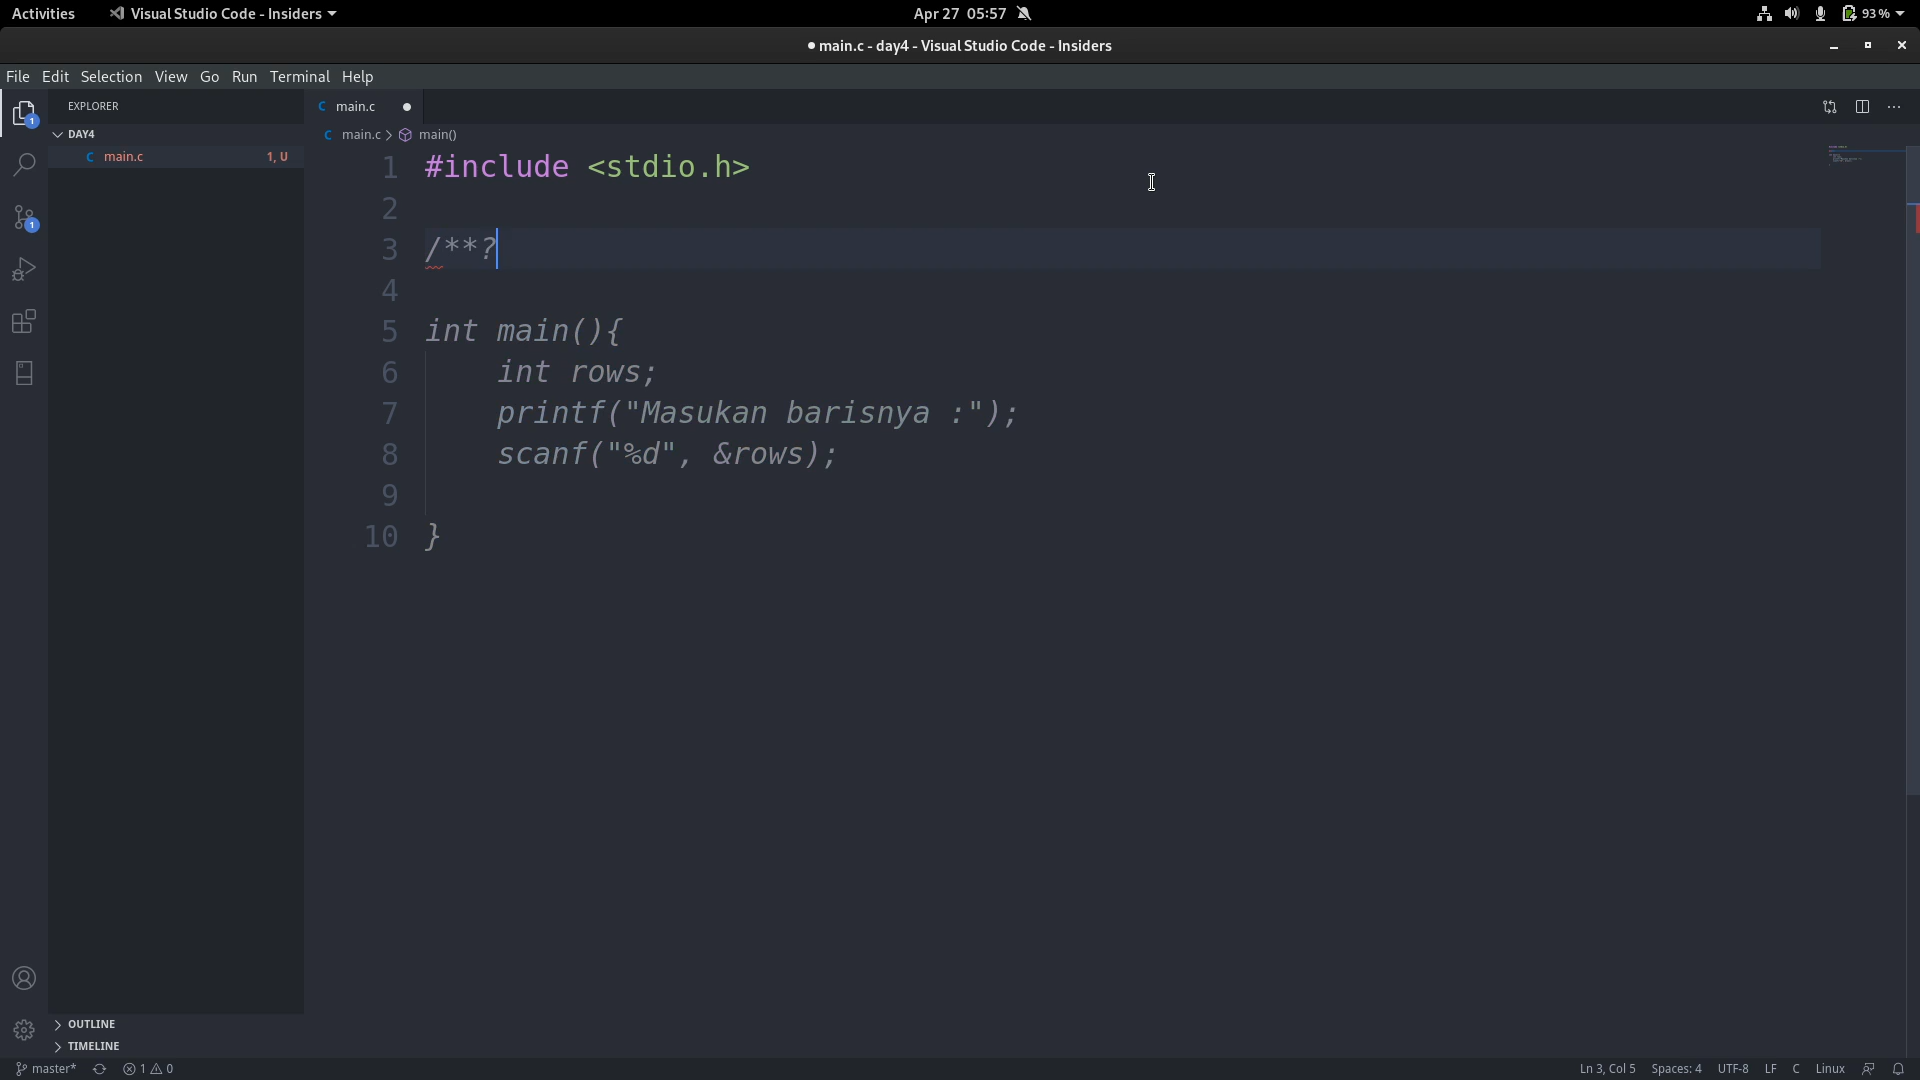 Activities Visual Studio Code - Insiders Apr 27 05:57 93 %
● main.c - day4 - Visual Studio Code - Insiders
File Edit Selection View Go Run Terminal Help
EXPLORER
DAY4
C main.c 1, U
C main.c ●
C main.c > main()
1 #include <stdio.h>
2
3 /**?
4
5 int main(){
6 int rows;
7 printf("Masukan barisnya :");
8 scanf("%d", &rows);
9
10 }
1
1
OUTLINE
TIMELINE
master* 1 0 Ln 3, Col 5 Spaces: 4 UTF-8 LF C Linux